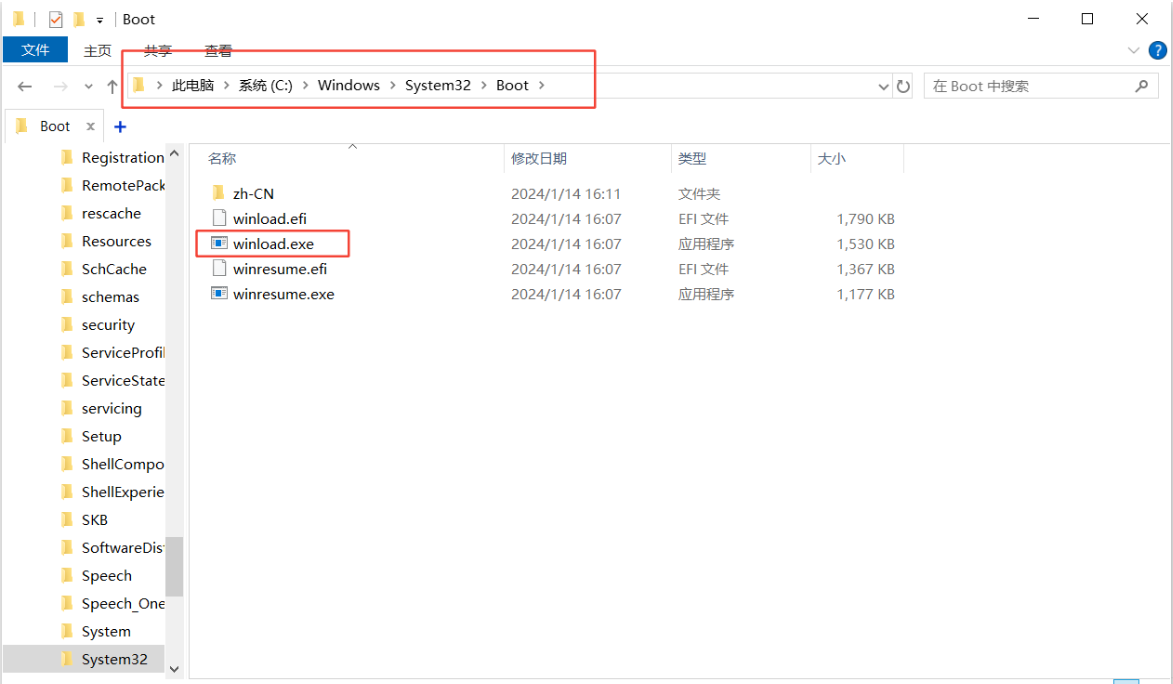 Boot
文件 主页 共享 查看
此电脑 > 系统 (C:) > Windows > System32 > Boot >
在 Boot 中搜索
Boot x +
Registration
RemotePack
rescache
Resources
SchCache
schemas
security
ServiceProfil
ServiceState
servicing
Setup
ShellCompo
ShellExperie
SKB
SoftwareDist
Speech
Speech_One
System
System32
名称 修改日期 类型 大小
zh-CN 2024/1/14 16:11 文件夹
winload.efi 2024/1/14 16:07 EFI 文件 1,790 KB
winload.exe 2024/1/14 16:07 应用程序 1,530 KB
winresume.efi 2024/1/14 16:07 EFI 文件 1,367 KB
winresume.exe 2024/1/14 16:07 应用程序 1,177 KB